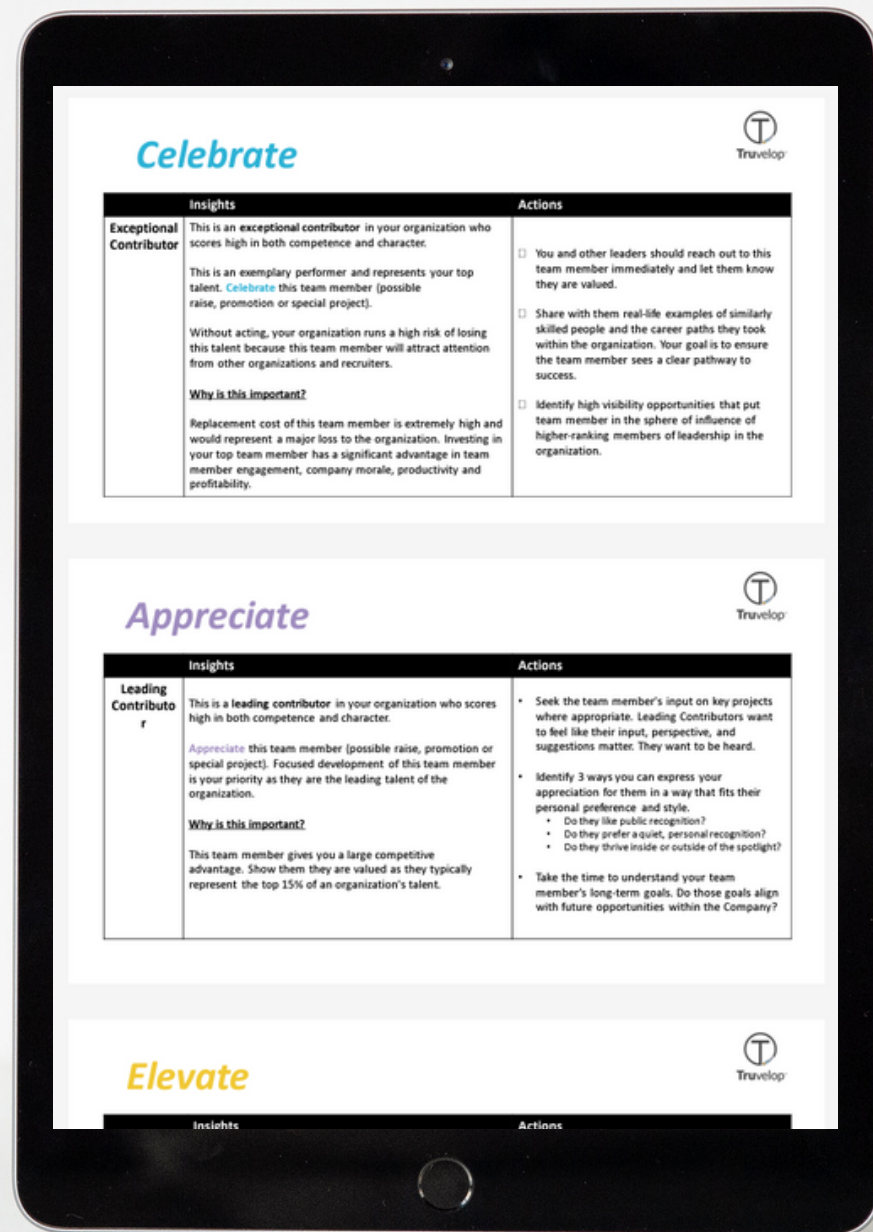 Celebrate
Truvelop
Insights
Actions
Exceptional
Contributor
This is an exceptional contributor in your organization who
scores high in both competence and character.
This is an exemplary performer and represents your top
talent. Celebrate this team member (possible
raise, promotion or special project).
Without acting, your organization runs a high risk of losing
this talent because this team member will attract attention
from other organizations and recruiters.
Why is this important?
Replacement cost of this team member is extremely high and
would represent a major loss to the organization. Investing in
your top team member has a significant advantage in team
member engagement, company morale, productivity and
profitability.
You and other leaders should reach out to this
team member immediately and let them know
they are valued.
Share with them real-life examples of similarly
skilled people and the career paths they took
within the organization. Your goal is to ensure
the team member sees a clear pathway to
success.
Identify high visibility opportunities that put
team member in the sphere of influence of
higher-ranking members of leadership in the
organization.
Appreciate
Truvelop
Insights
Actions
Leading
Contributo
r
This is a leading contributor in your organization who scores
high in both competence and character.
Appreciate this team member (possible raise, promotion or
special project). Focused development of this team member
is your priority as they are the leading talent of the
organization.
Why is this important?
This team member gives you a large competitive
advantage. Show them they are valued as they typically
represent the top 15% of an organization's talent.
• Seek the team member's input on key projects
where appropriate. Leading Contributors want
to feel like their input, perspective, and
suggestions matter. They want to be heard.
• Identify 3 ways you can express your
appreciation for them in a way that fits their
personal preference and style.
• Do they like public recognition?
• Do they prefer a quiet, personal recognition?
• Do they thrive inside or outside of the spotlight?
• Take the time to understand your team
member's long-term goals. Do those goals align
with future opportunities within the Company?
Elevate
Truvelop
Insights
Actions